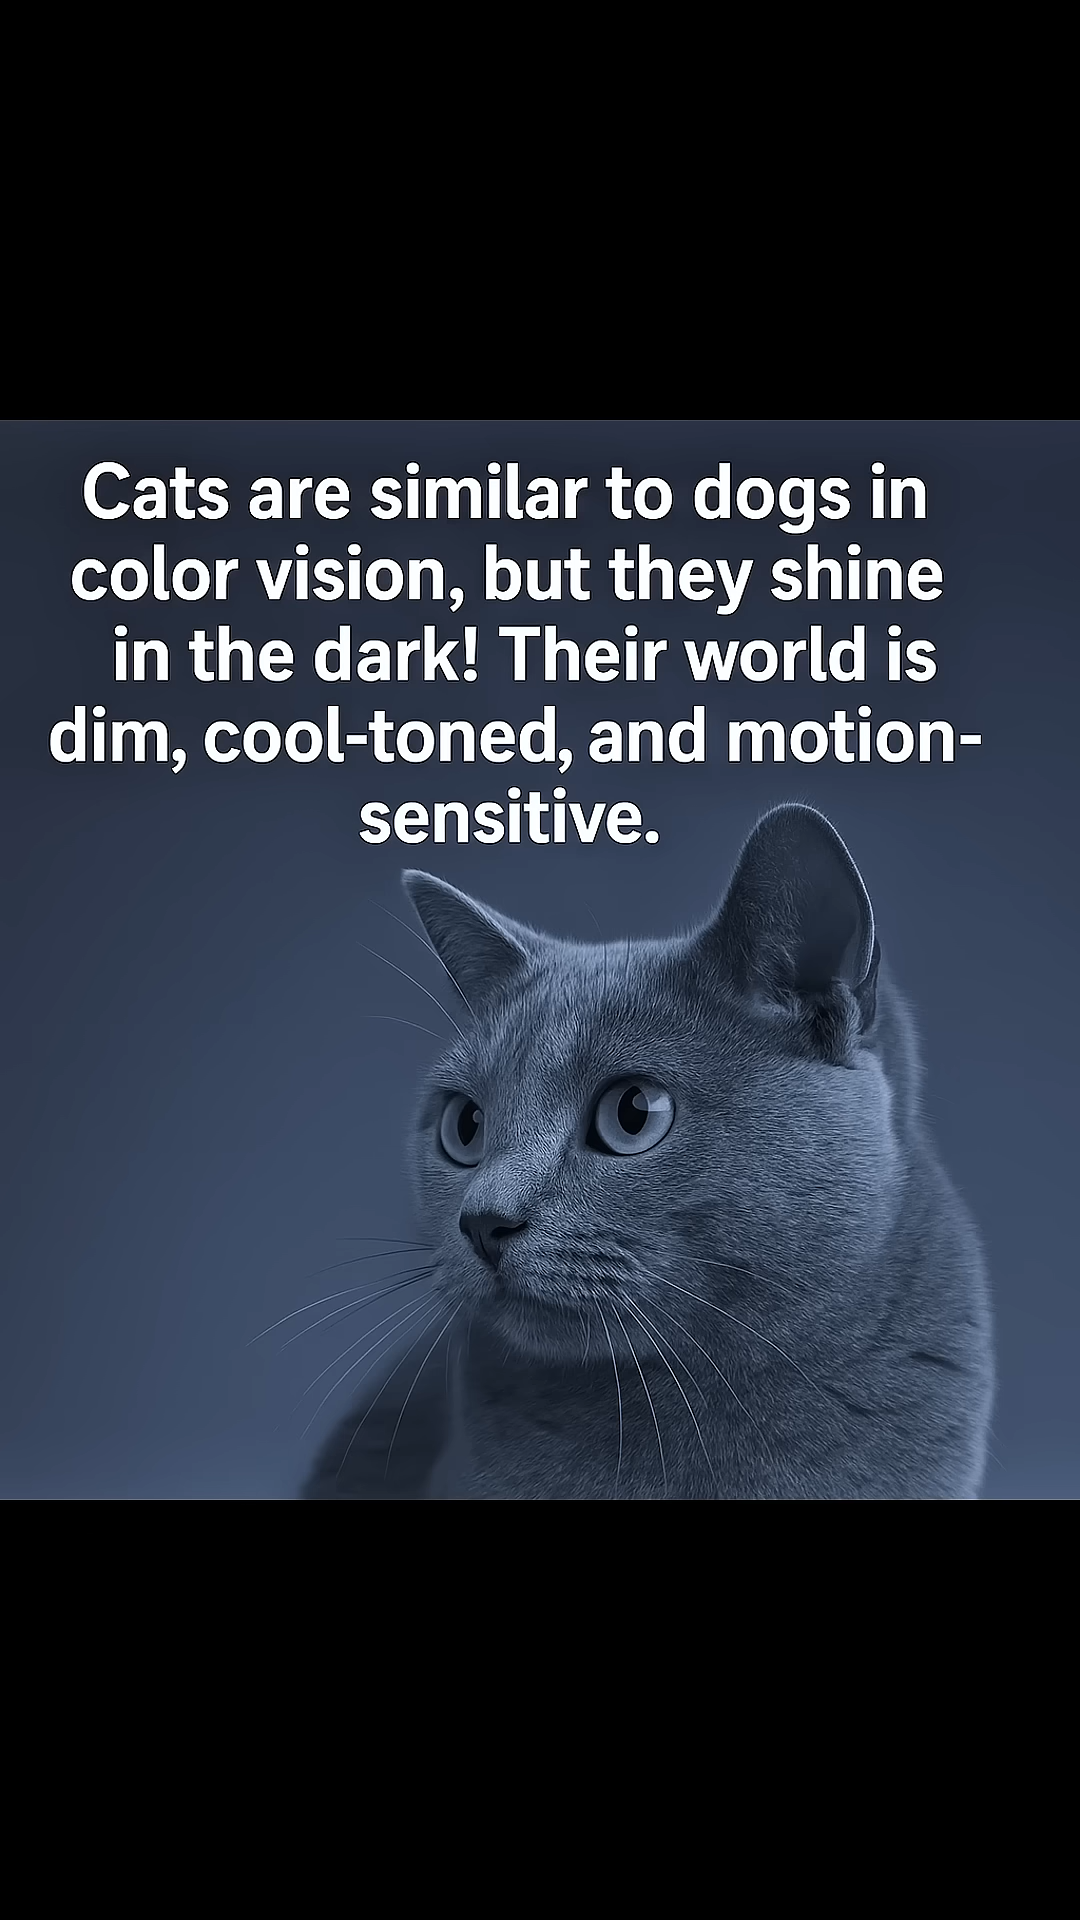 Cats are similar to dogs in
color vision, but they shine
in the dark! Their world is
dim, cool-toned, and motion-
sensitive.